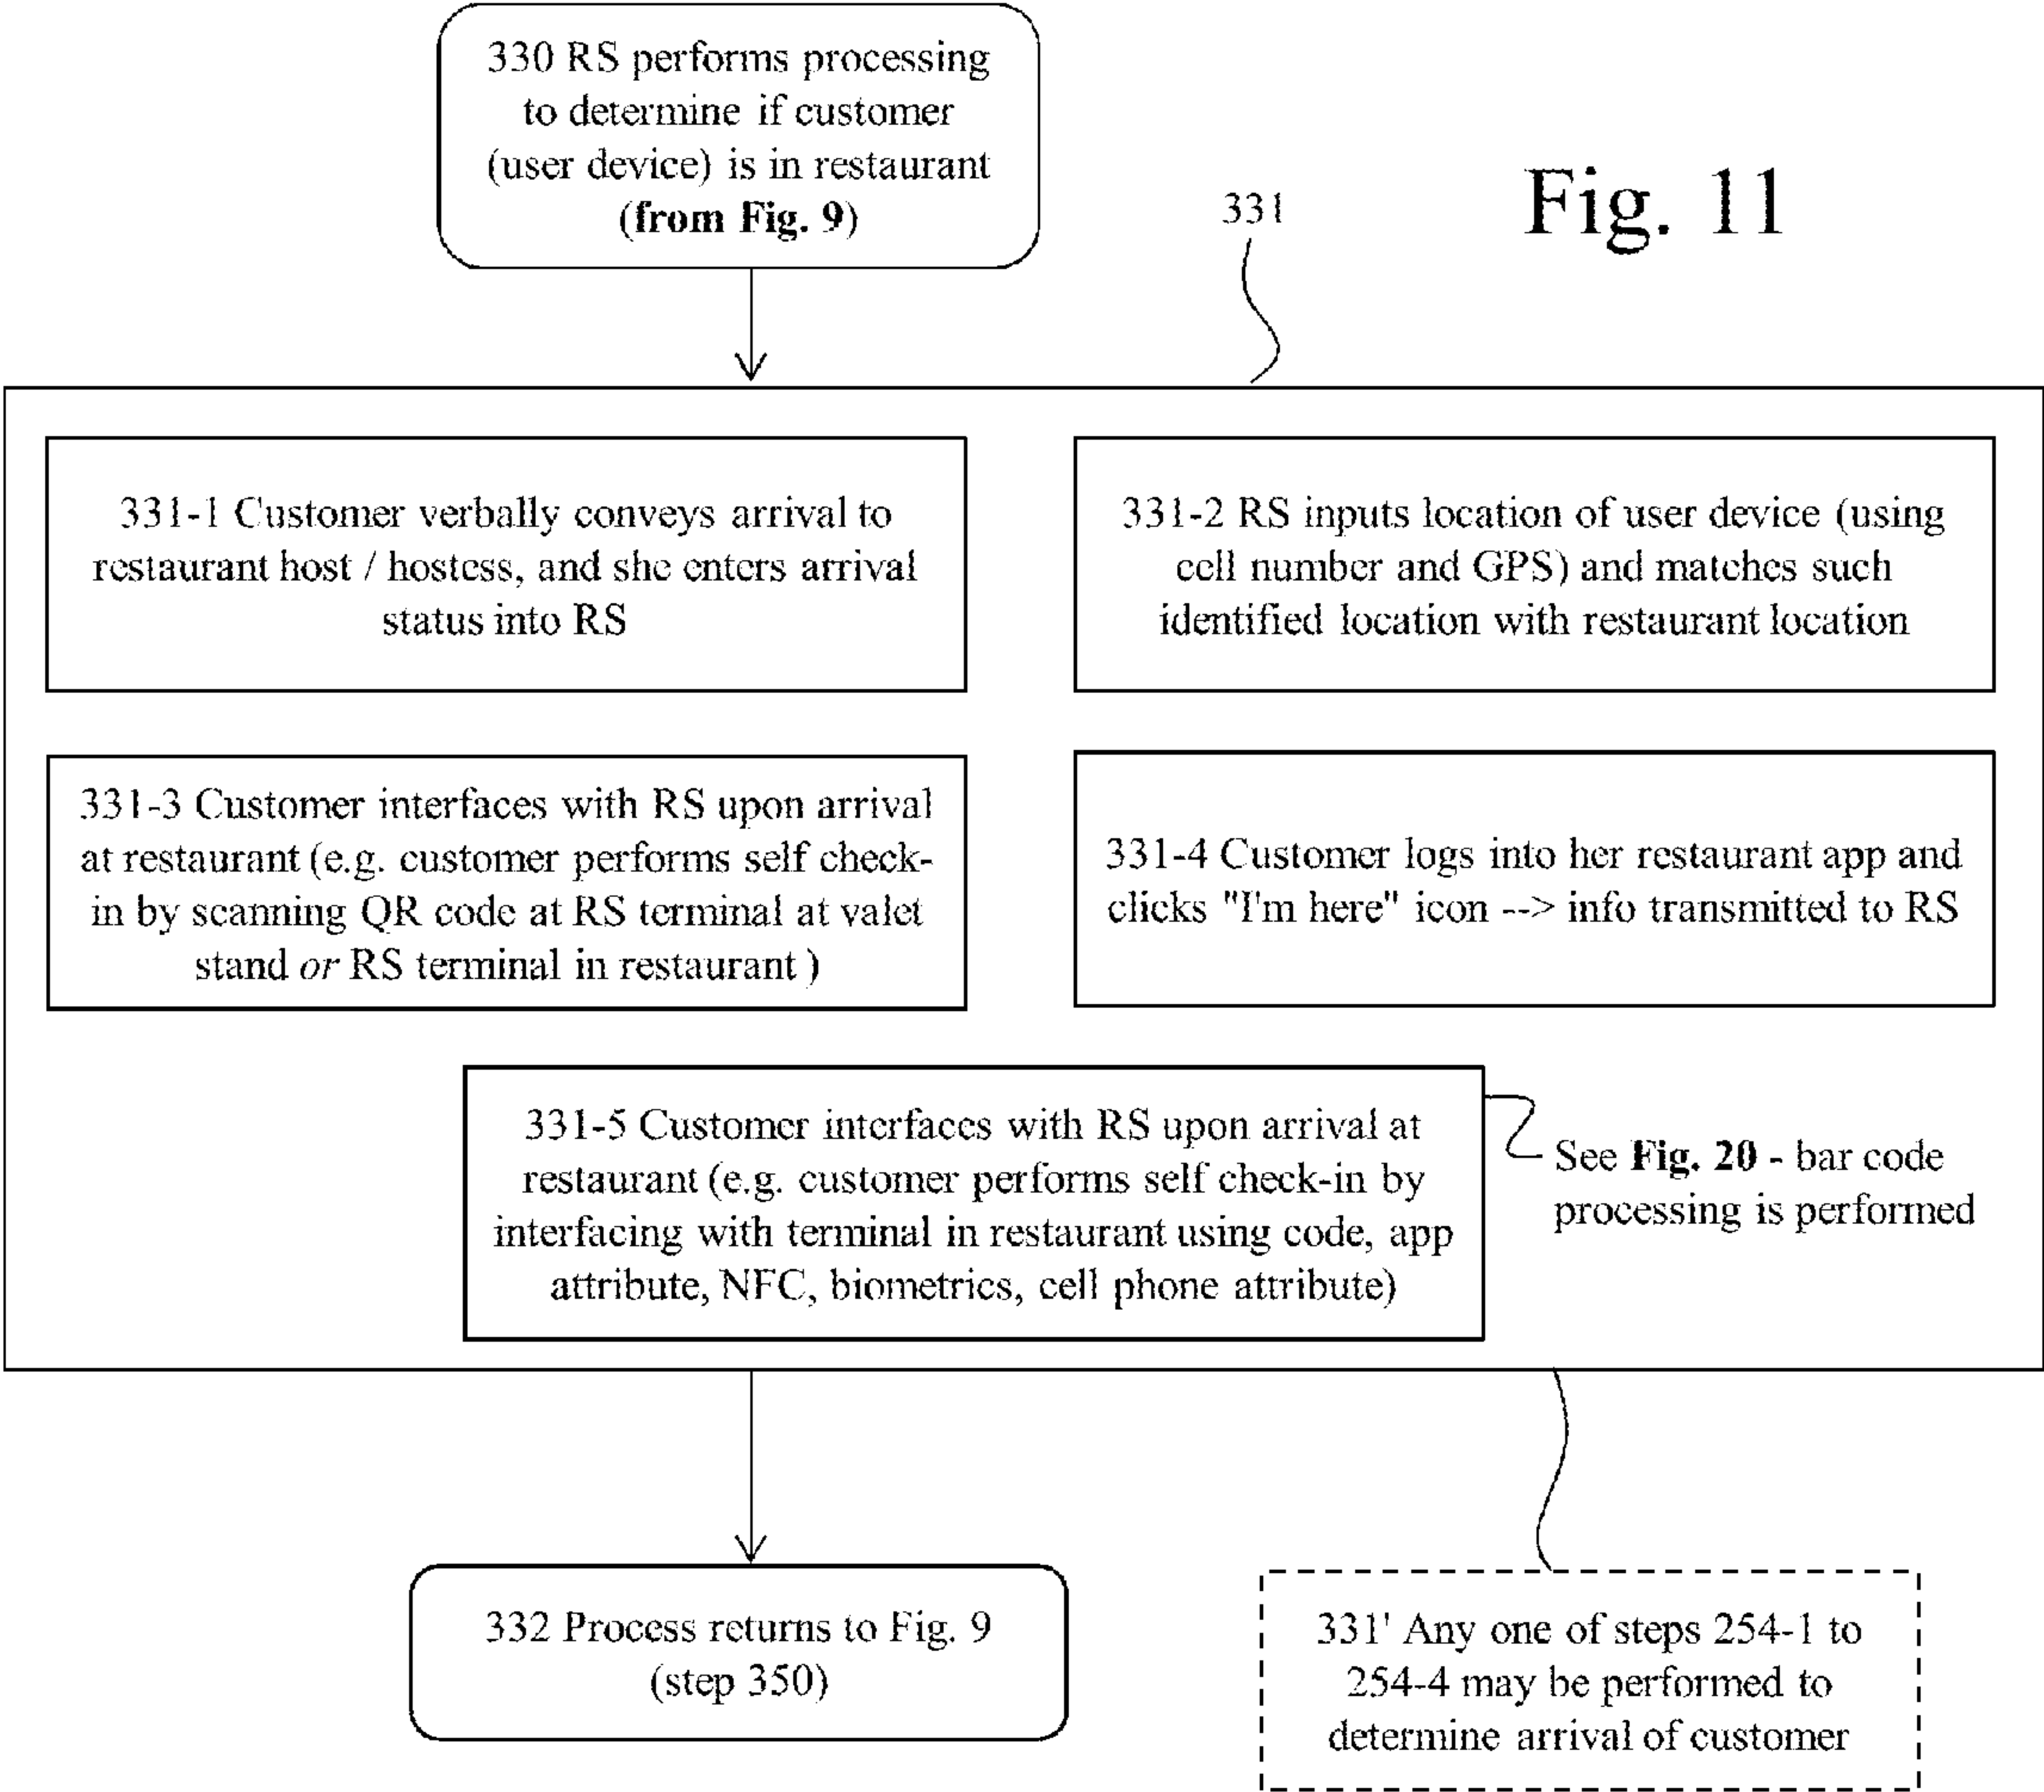 330 RS performs processing
to determine if customer
(user device) is in restaurant
(from Fig. 9)
331
Fig. 11
331-1 Customer verbally conveys arrival to
restaurant host / hostess, and she enters arrival
status into RS
331-2 RS inputs location of user device (using
cell number and GPS) and matches such
identified location with restaurant location
331-3 Customer interfaces with RS upon arrival
at restaurant (e.g. customer performs self check-
in by scanning QR code at RS terminal at valet
stand or RS terminal in restaurant )
331-4 Customer logs into her restaurant app and
clicks "I'm here" icon --> info transmitted to RS
331-5 Customer interfaces with RS upon arrival at
restaurant (e.g. customer performs self check-in by
interfacing with terminal in restaurant using code, app
attribute, NFC, biometrics, cell phone attribute)
See Fig. 20 - bar code
processing is performed
332 Process returns to Fig. 9
(step 350)
331' Any one of steps 254-1 to
254-4 may be performed to
determine arrival of customer